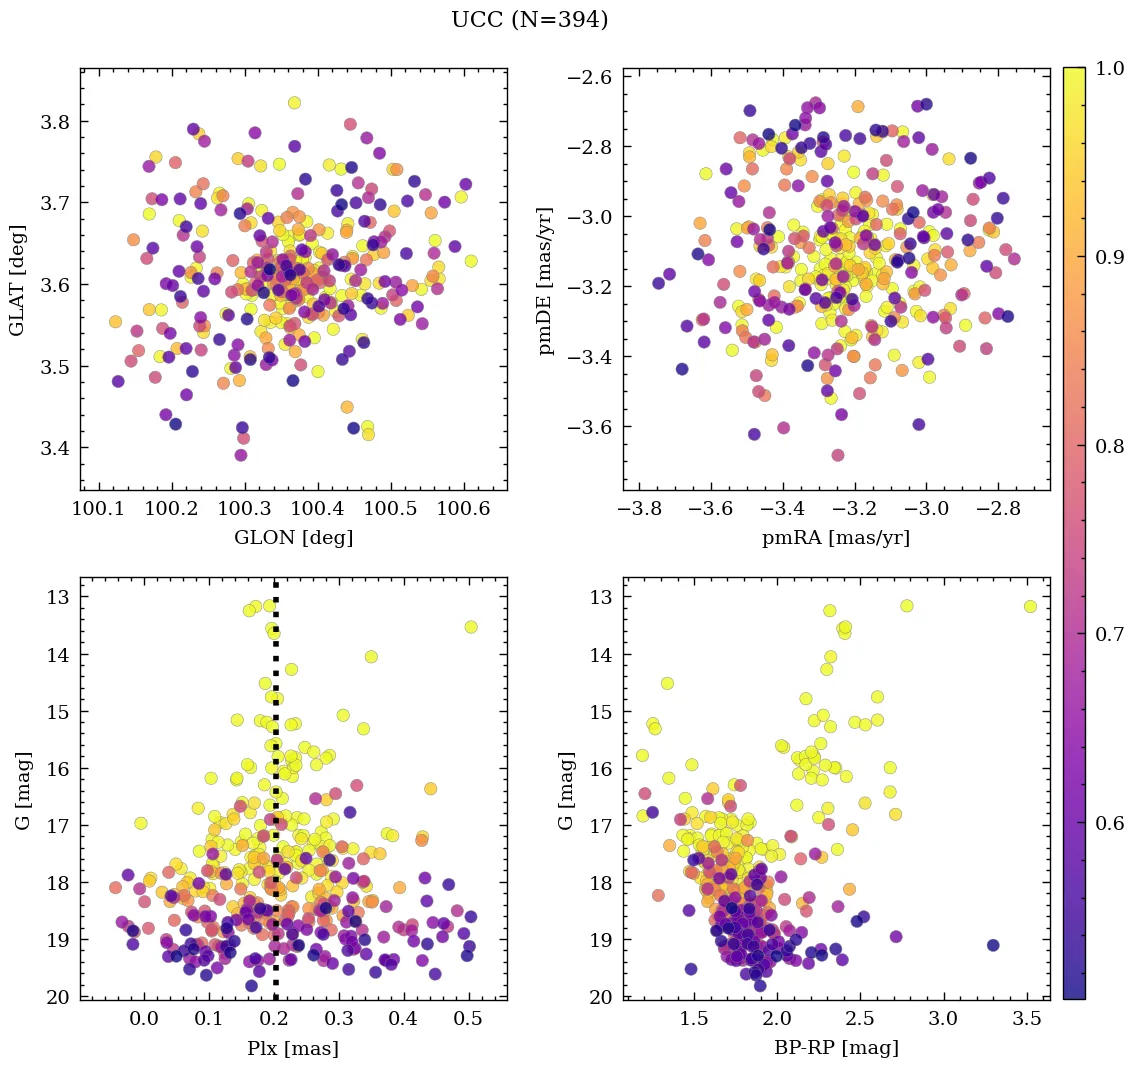 UCC (N=394)
3.8
3.7
3.6
3.5
3.4
GLAT [deg]
100.1 100.2 100.3 100.4 100.5 100.6
GLON [deg]
−2.6
−2.8
−3.0
−3.2
−3.4
−3.6
pmDE [mas/yr]
−3.8 −3.6 −3.4 −3.2 −3.0 −2.8
pmRA [mas/yr]
1.0
0.9
0.8
0.7
0.6
13
14
15
16
17
18
19
20
G [mag]
0.0 0.1 0.2 0.3 0.4 0.5
Plx [mas]
13
14
15
16
17
18
19
20
G [mag]
1.5 2.0 2.5 3.0 3.5
BP-RP [mag]